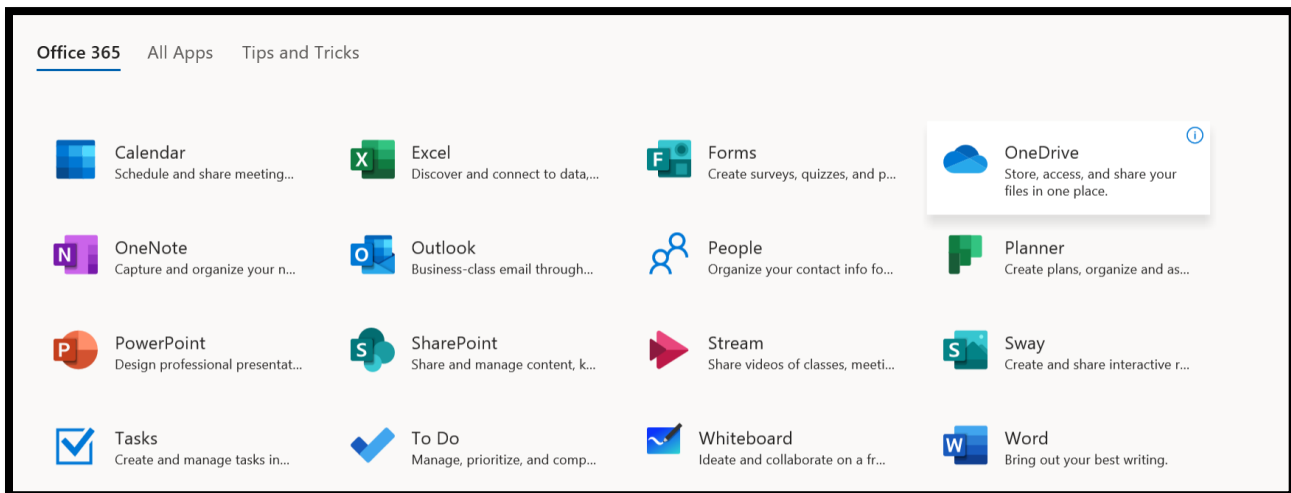 Office 365 All Apps Tips and Tricks
Calendar
Schedule and share meeting...
Excel
Discover and connect to data,...
Forms
Create surveys, quizzes, and p...
OneDrive
Store, access, and share your
files in one place.
OneNote
Capture and organize your n...
Outlook
Business-class email through...
People
Organize your contact info fo...
Planner
Create plans, organize and as...
PowerPoint
Design professional presentat...
SharePoint
Share and manage content, k...
Stream
Share videos of classes, meeti...
Sway
Create and share interactive r...
Tasks
Create and manage tasks in...
To Do
Manage, prioritize, and comp...
Whiteboard
Ideate and collaborate on a fr...
Word
Bring out your best writing.